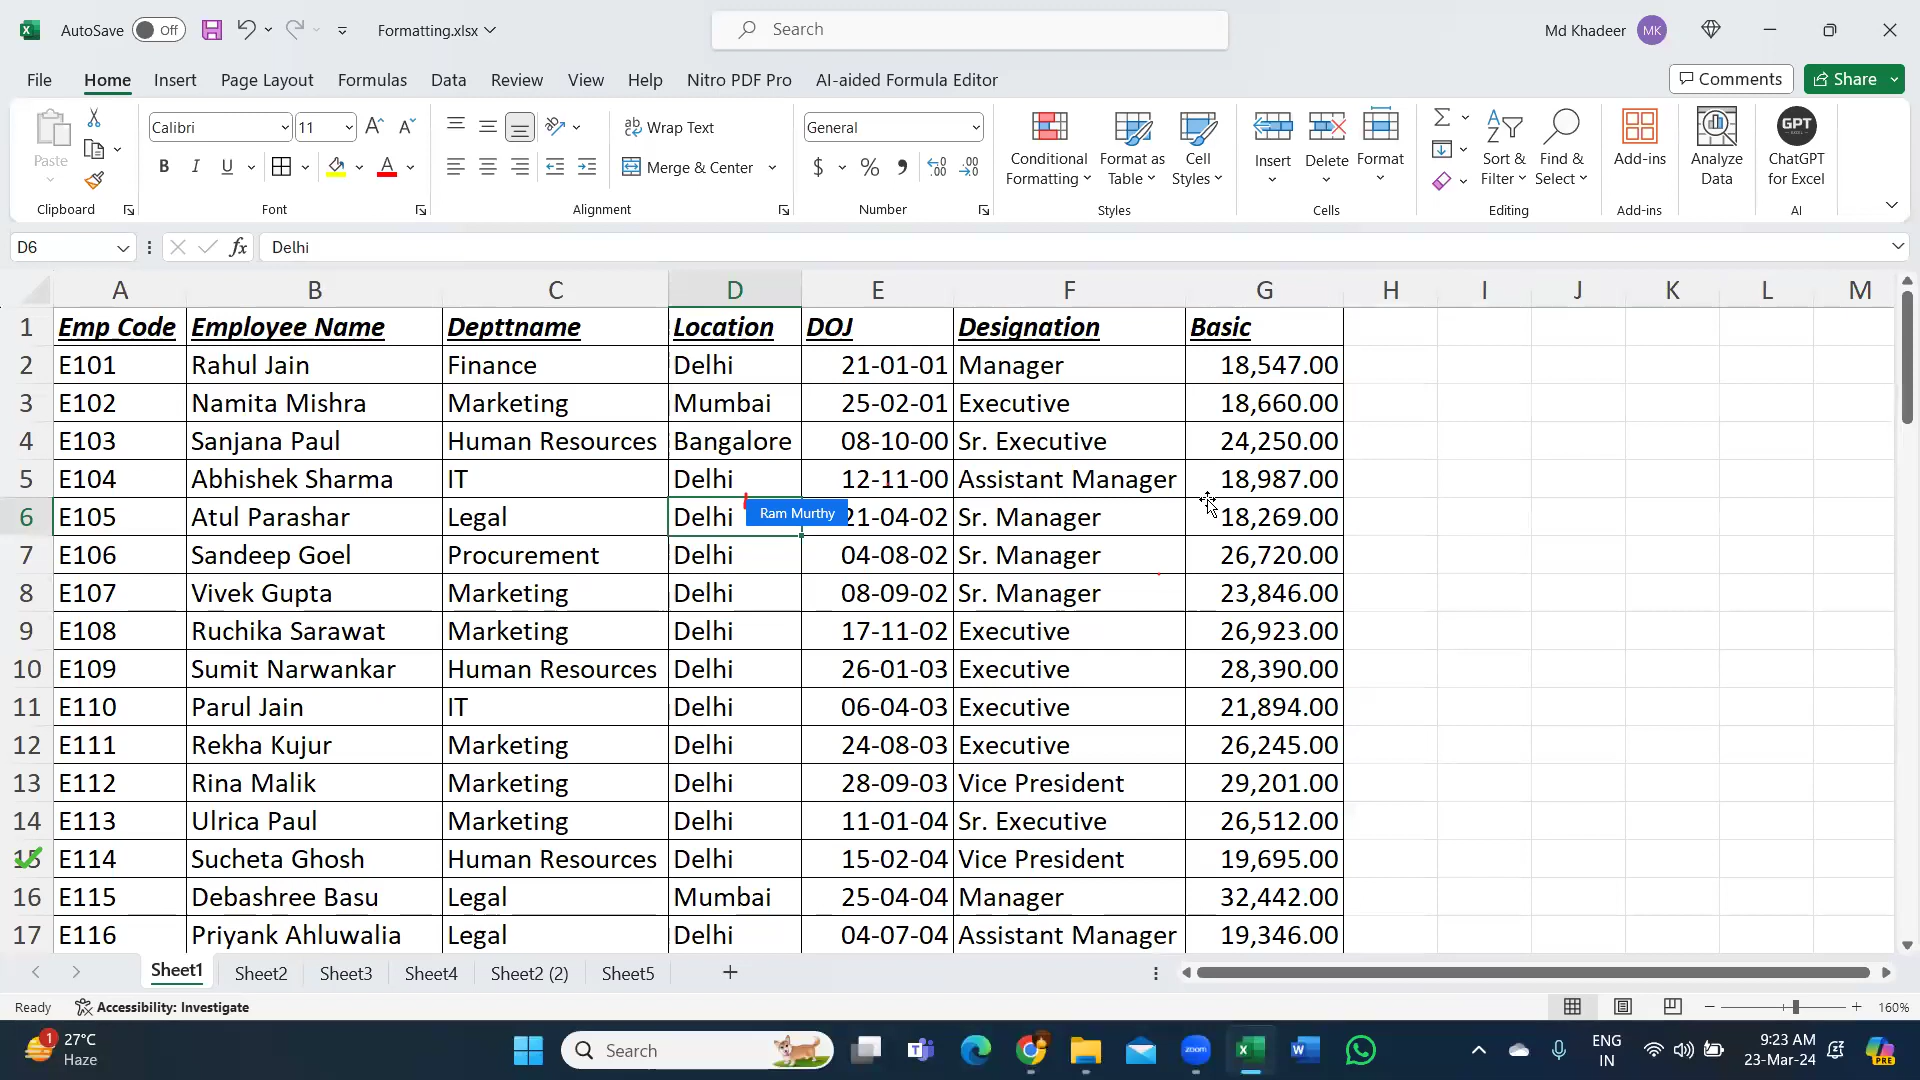 AutoSave Off Formatting.xlsx Search Md Khadeer MK
File Home Insert Page Layout Formulas Data Review View Help Nitro PDF Pro AI-aided Formula Editor Comments Share
Paste Calibri 11 Wrap Text General Conditional Formatting Format as Table Cell Styles Insert Delete Format Sort & Filter Find & Select Add-ins Analyze Data GPT ChatGPT for Excel
B I U A Merge & Center $ % 
Clipboard Font Alignment Number Styles Cells Editing Add-ins AI
D6 fx Delhi
A B C D E F G H I J K L M
1 Emp Code Employee Name Depttname Location DOJ Designation Basic
2 E101 Rahul Jain Finance Delhi 21-01-01 Manager 18,547.00
3 E102 Namita Mishra Marketing Mumbai 25-02-01 Executive 18,660.00
4 E103 Sanjana Paul Human Resources Bangalore 08-10-00 Sr. Executive 24,250.00
5 E104 Abhishek Sharma IT Delhi 12-11-00 Assistant Manager 18,987.00
6 E105 Atul Parashar Legal Delhi Ram Murthy 21-04-02 Sr. Manager 18,269.00
7 E106 Sandeep Goel Procurement Delhi 04-08-02 Sr. Manager 26,720.00
8 E107 Vivek Gupta Marketing Delhi 08-09-02 Sr. Manager 23,846.00
9 E108 Ruchika Sarawat Marketing Delhi 17-11-02 Executive 26,923.00
10 E109 Sumit Narwankar Human Resources Delhi 26-01-03 Executive 28,390.00
11 E110 Parul Jain IT Delhi 06-04-03 Executive 21,894.00
12 E111 Rekha Kujur Marketing Delhi 24-08-03 Executive 26,245.00
13 E112 Rina Malik Marketing Delhi 28-09-03 Vice President 29,201.00
14 E113 Ulrica Paul Marketing Delhi 11-01-04 Sr. Executive 26,512.00
15 E114 Sucheta Ghosh Human Resources Delhi 15-02-04 Vice President 19,695.00
16 E115 Debashree Basu Legal Mumbai 25-04-04 Manager 32,442.00
17 E116 Priyank Ahluwalia Legal Delhi 04-07-04 Assistant Manager 19,346.00
Sheet1 Sheet2 Sheet3 Sheet4 Sheet2 (2) Sheet5
Ready Accessibility: Investigate 160%
1 27°C Search zoom ENG 9:23 AM
Haze IN 23-Mar-24 PRE